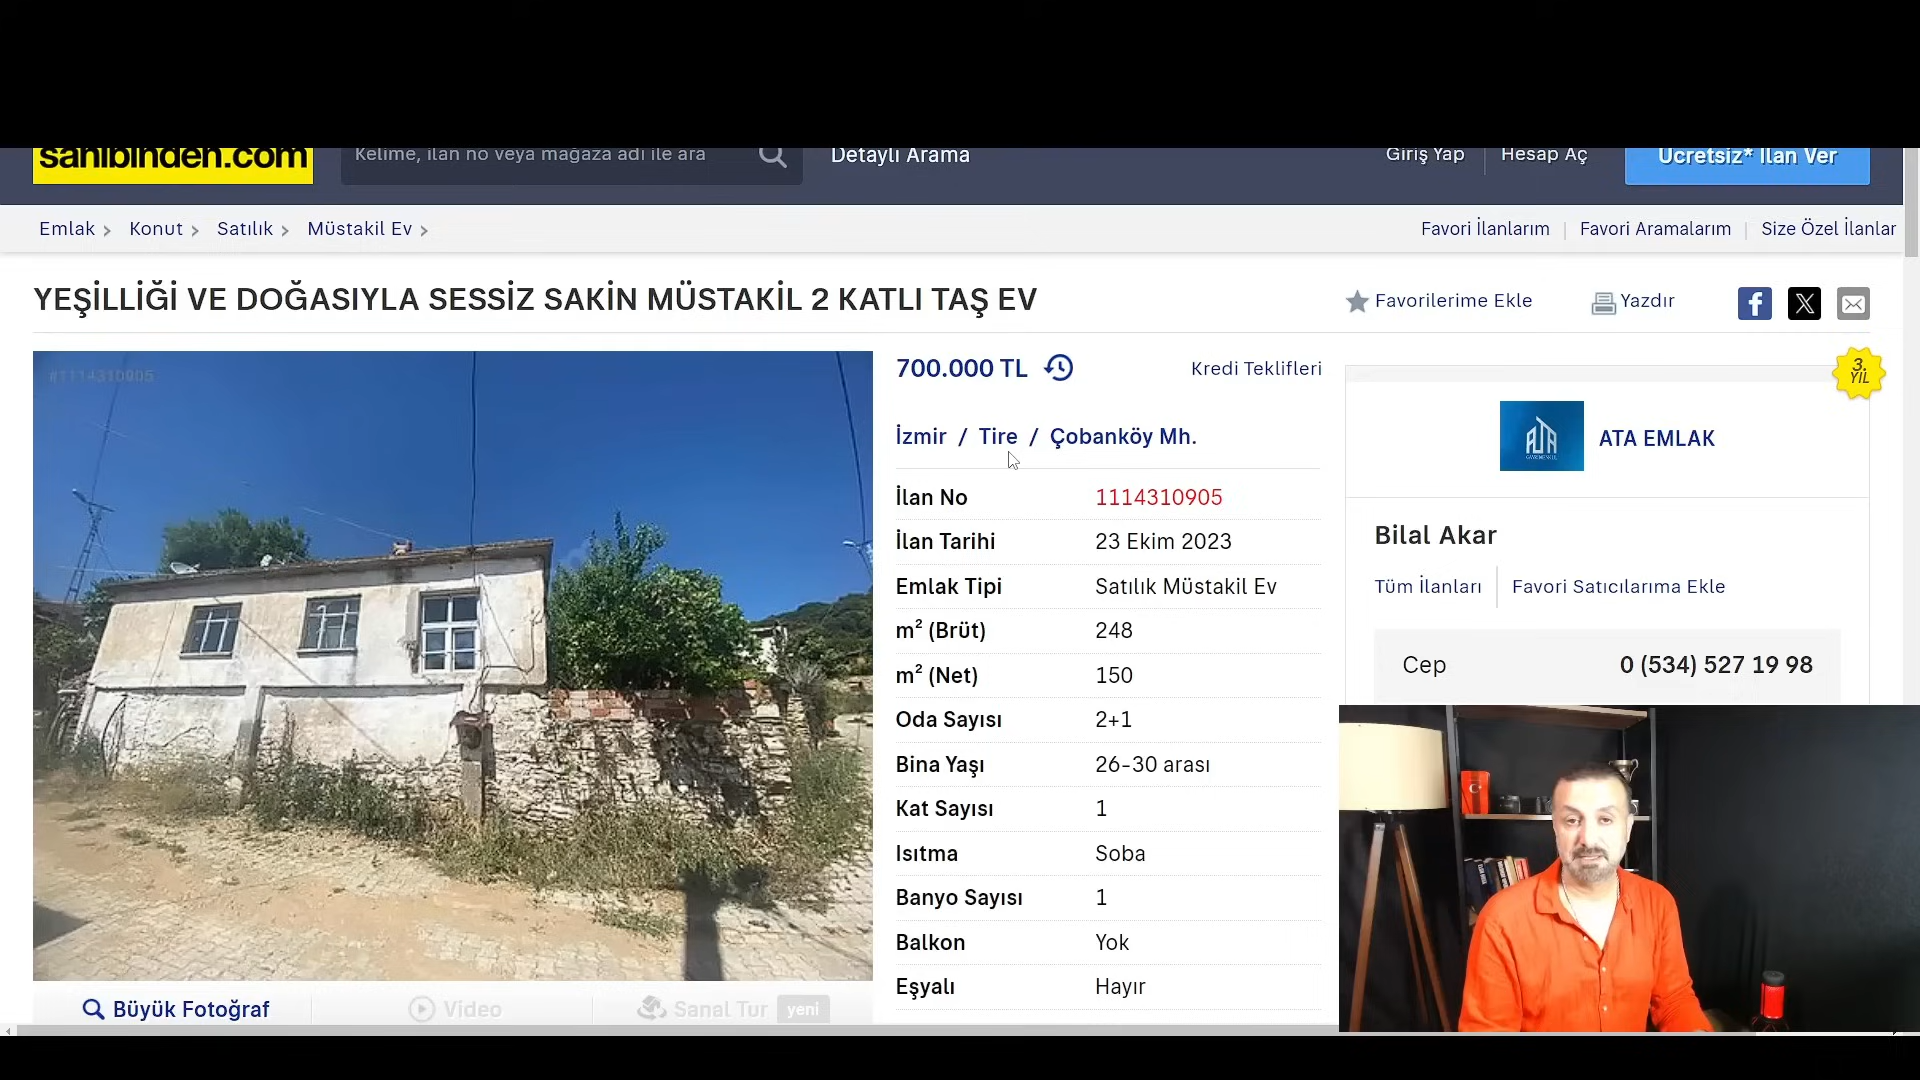 sahibinden.com
Kelime, ilan no veya mağaza adı ile ara
Detaylı Arama
Giriş Yap
Hesap Aç
Ücretsiz* İlan Ver
Emlak
Konut
Satılık
Müstakil Ev
Favori İlanlarım
Favori Aramalarım
Size Özel İlanlar
YEŞİLLİĞİ VE DOĞASIYLA SESSİZ SAKİN MÜSTAKİL 2 KATLI TAŞ EV
Favorilerime Ekle
Yazdır
#1114310905
700.000 TL
Kredi Teklifleri
İzmir / Tire / Çobanköy Mh.
İlan No 1114310905
İlan Tarihi 23 Ekim 2023
Emlak Tipi Satılık Müstakil Ev
m² (Brüt) 248
m² (Net) 150
Oda Sayısı 2+1
Bina Yaşı 26-30 arası
Kat Sayısı 1
Isıtma Soba
Banyo Sayısı 1
Balkon Yok
Eşyalı Hayır
3.
YIL
ATA
ATA EMLAK
Bilal Akar
Tüm İlanları
Favori Satıcılarıma Ekle
Cep 0 (534) 527 19 98
Büyük Fotoğraf
Video
Sanal Tur yeni